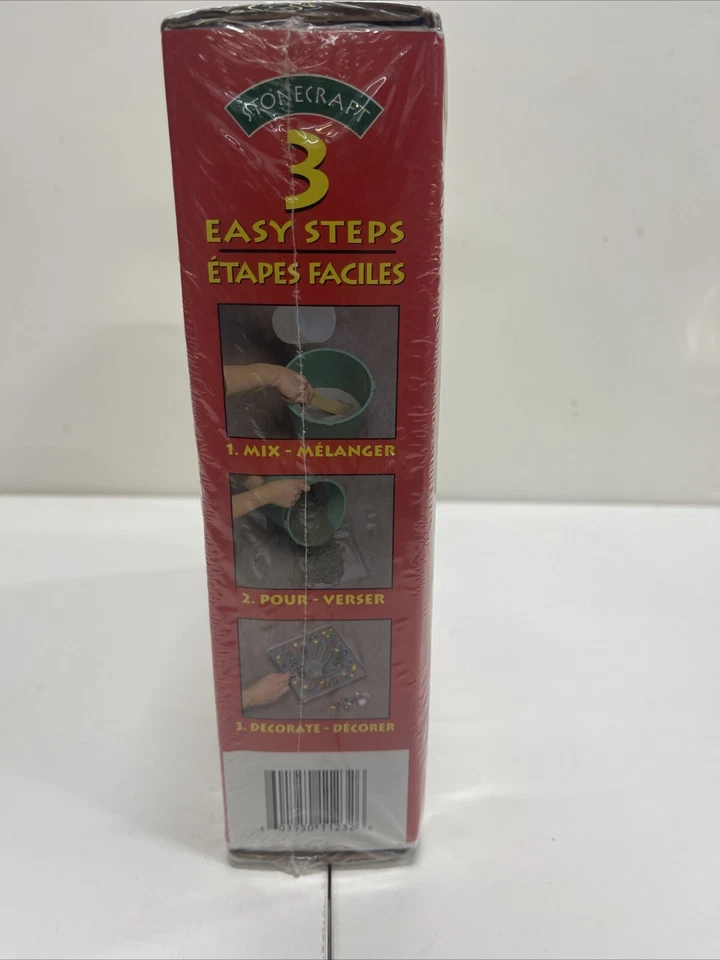 STONECRAFT
3
EASY STEPS
ÉTAPES FACILES
1. MIX - MÉLANGER
2. POUR - VERSER
3. DECORATE - DÉCORER